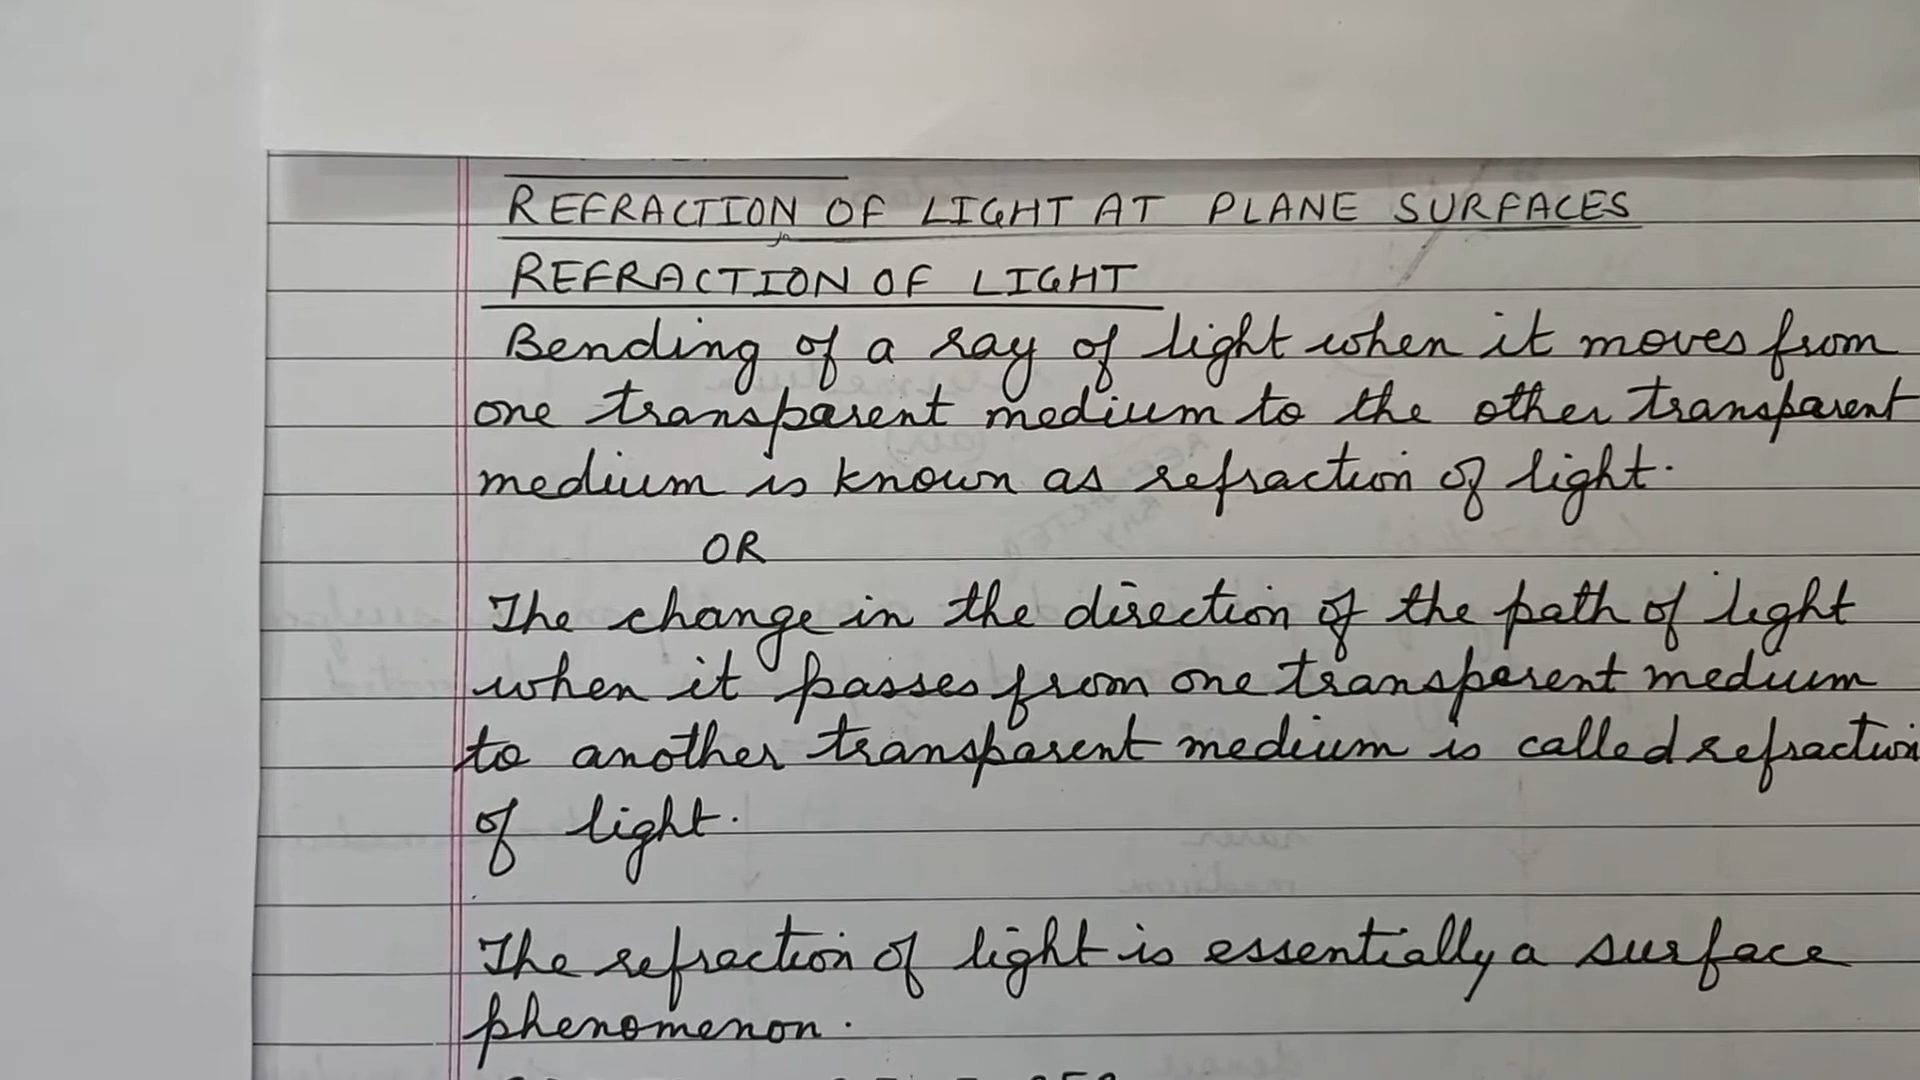 REFRACTION OF LIGHT AT PLANE SURFACES
REFRACTION OF LIGHT
Bending of a ray of light when it moves from
one transparent medium to the other transparent
medium is known as refraction of light.
OR
The change in the direction of the path of light
when it passes from one transparent medium
to another transparent medium is called refraction
of light.
The refraction of light is essentially a surface
phenomenon.